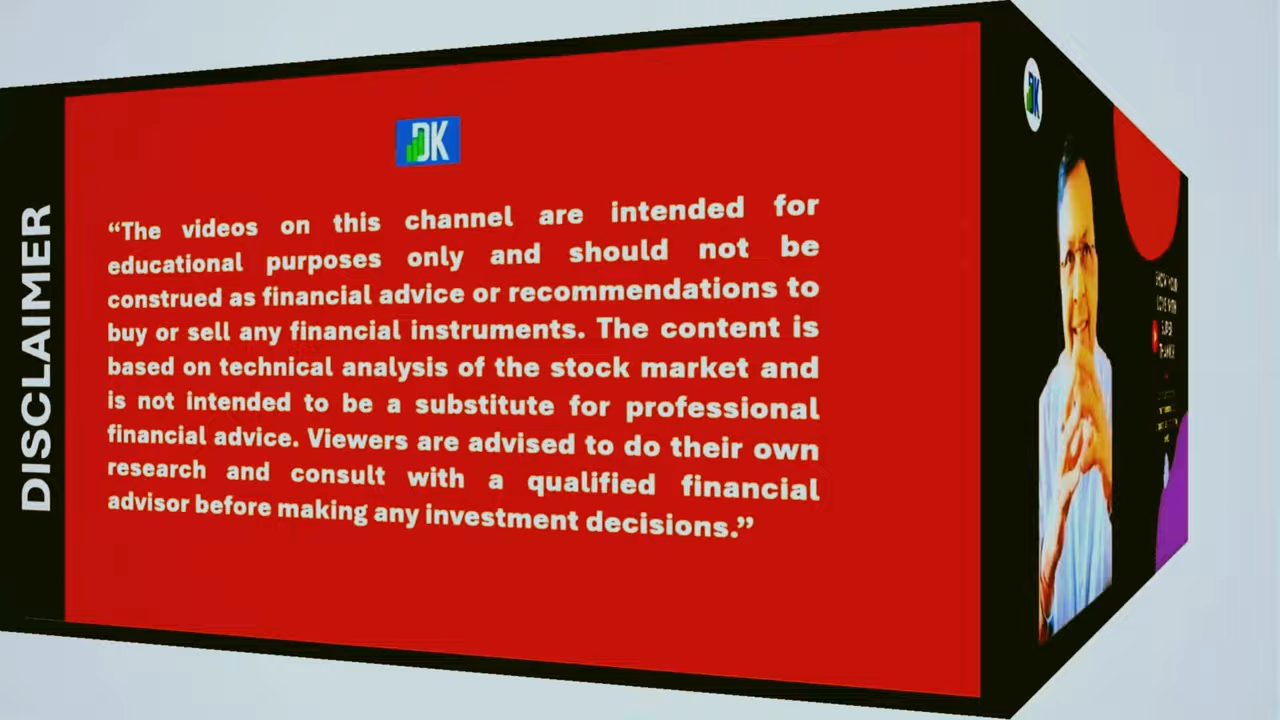 DISCLAIMER
DK
“The videos on this channel are intended for
educational purposes only and should not be
construed as financial advice or recommendations to
buy or sell any financial instruments. The content is
based on technical analysis of the stock market and
is not intended to be a substitute for professional
financial advice. Viewers are advised to do their own
research and consult with a qualified financial
advisor before making any investment decisions.”
DK